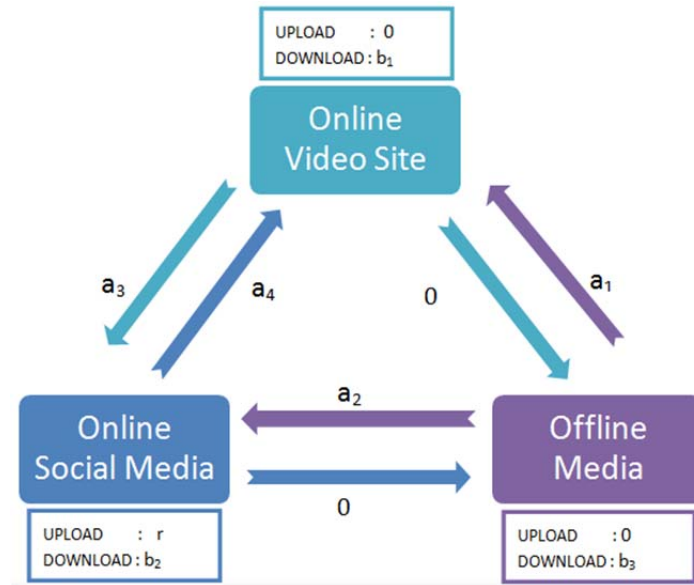 UPLOAD : 0
DOWNLOAD : b₁
Online
Video Site
a₃
a₄
0
a₁
a₂
Online
Social Media
Offline
Media
0
UPLOAD : r
DOWNLOAD : b₂
UPLOAD : 0
DOWNLOAD : b₃